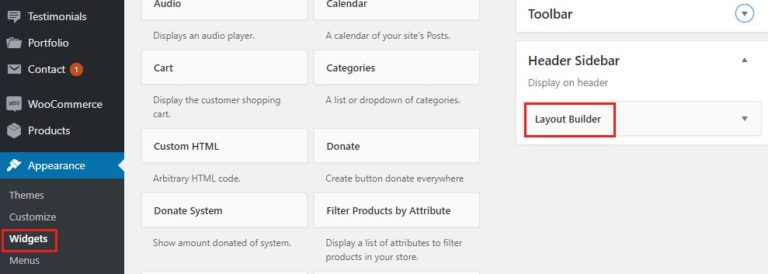 Testimonials
Portfolio
Contact 1
WOO WooCommerce
Products
Appearance
Themes
Customize
Widgets
Menus
Audio
Displays an audio player.
Cart
Display the customer shopping
cart.
Custom HTML
Arbitrary HTML code.
Donate System
Show amount donated of system.
Calendar
A calendar of your site's Posts.
Categories
A list or dropdown of categories.
Donate
Create button donate everywhere
Filter Products by Attribute
Display a list of attributes to filter
products in your store.
Toolbar
Header Sidebar
Display on header
Layout Builder